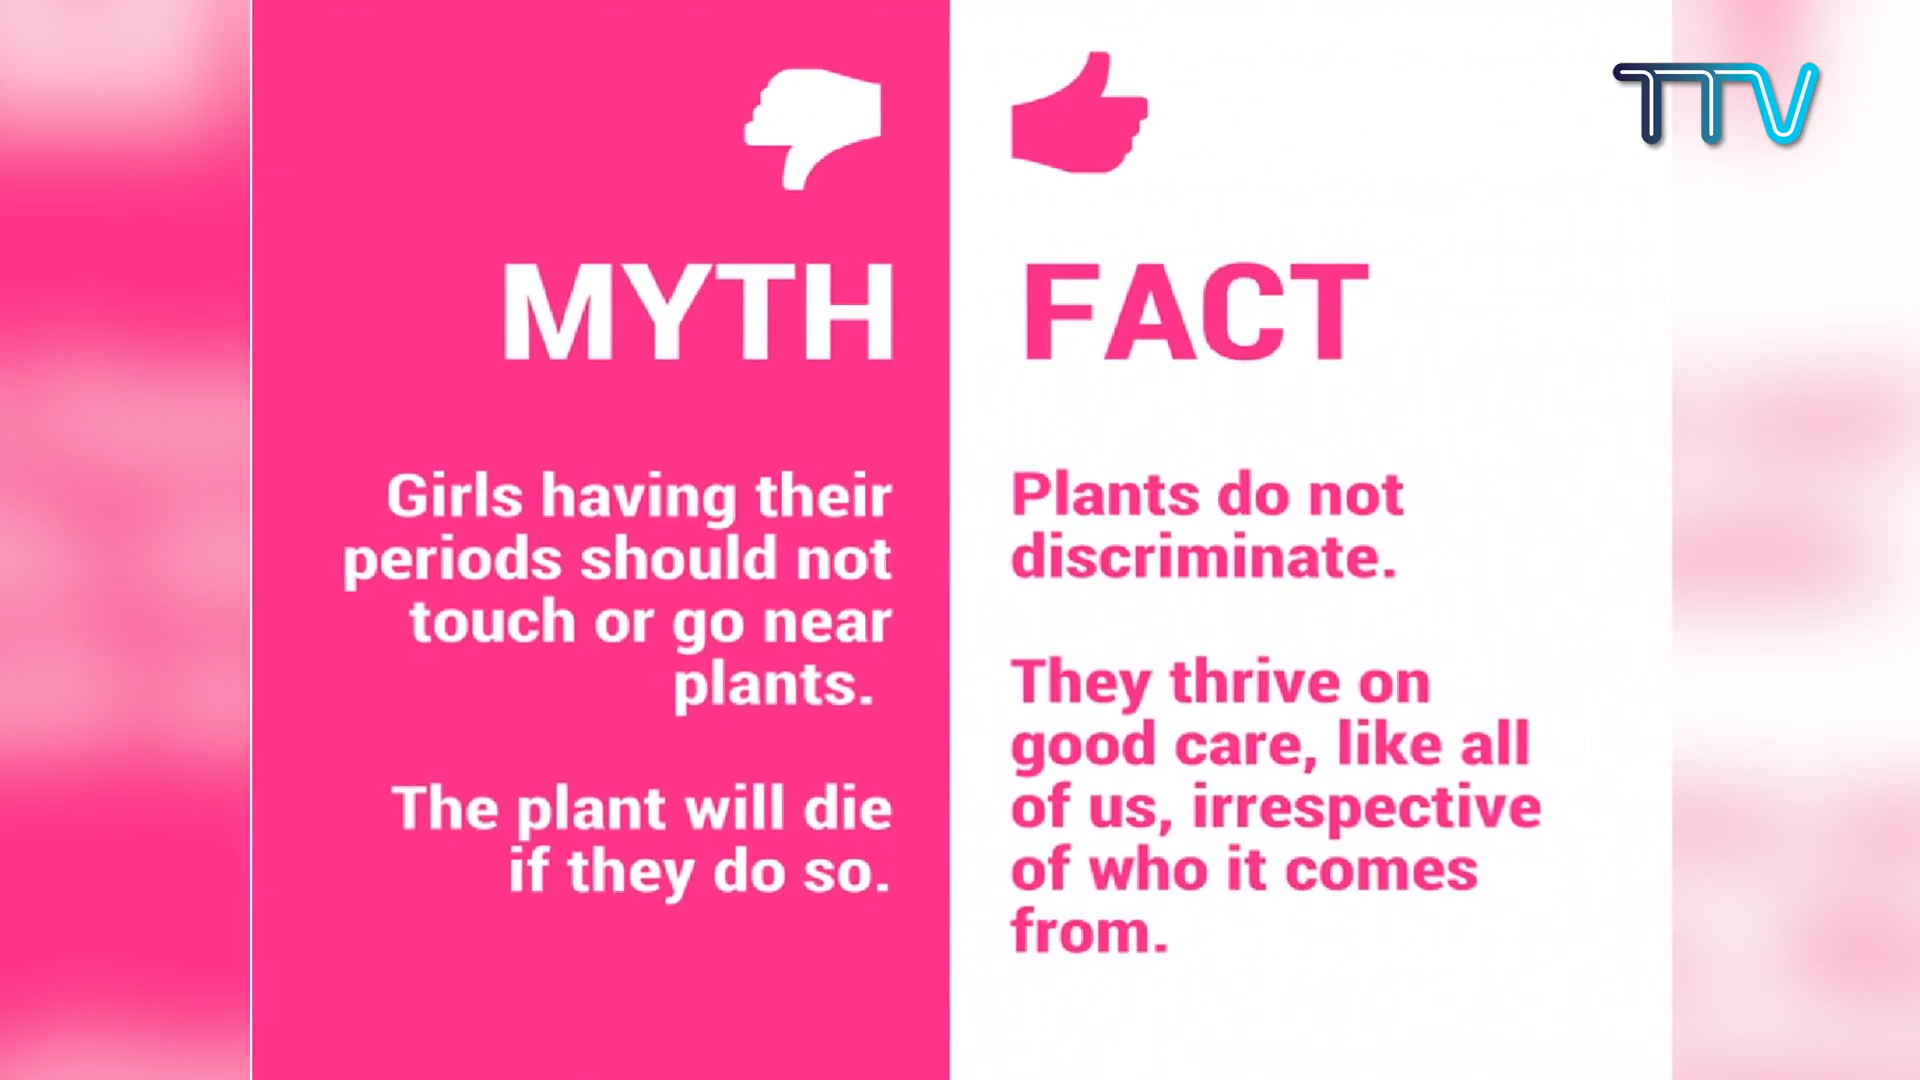 TTV
MYTH
Girls having their
periods should not
touch or go near
plants.
The plant will die
if they do so.
FACT
Plants do not
discriminate.
They thrive on
good care, like all
of us, irrespective
of who it comes
from.